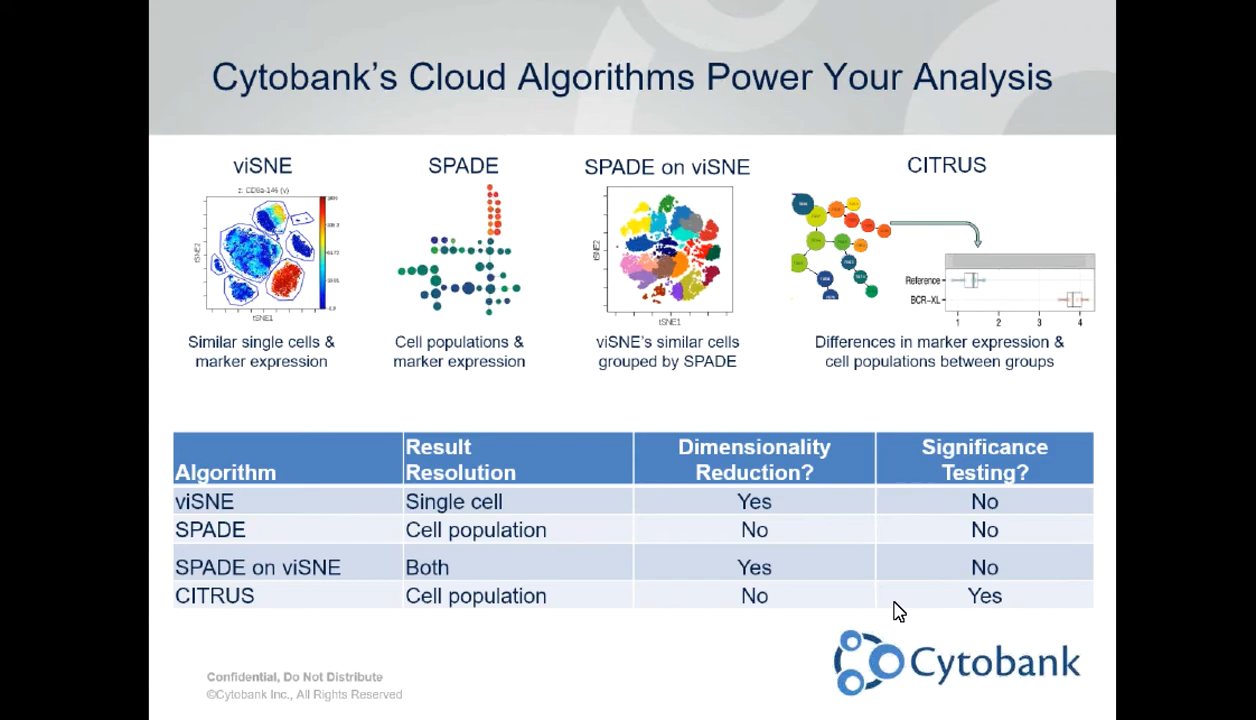 Cytobank's Cloud Algorithms Power Your Analysis
viSNE
z: CD8a-146 (v)
tSNE2
tSNE1
Similar single cells &
marker expression
SPADE
Cell populations &
marker expression
SPADE on viSNE
tSNE2
tSNE1
viSNE's similar cells
grouped by SPADE
CITRUS
Reference
BCR-XL
1 2 3 4
Differences in marker expression &
cell populations between groups
Algorithm
Result
Resolution
Dimensionality
Reduction?
Significance
Testing?
viSNE Single cell Yes No
SPADE Cell population No No
SPADE on viSNE Both Yes No
CITRUS Cell population No Yes
Cytobank
Confidential, Do Not Distribute
©Cytobank Inc., All Rights Reserved